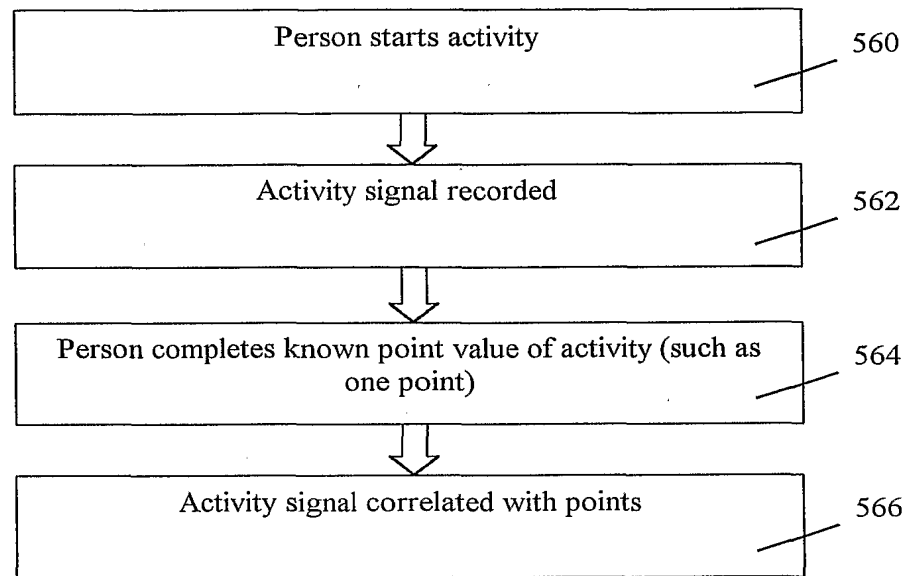 Person starts activity
560
Activity signal recorded
562
Person completes known point value of activity (such as
one point)
564
Activity signal correlated with points
566